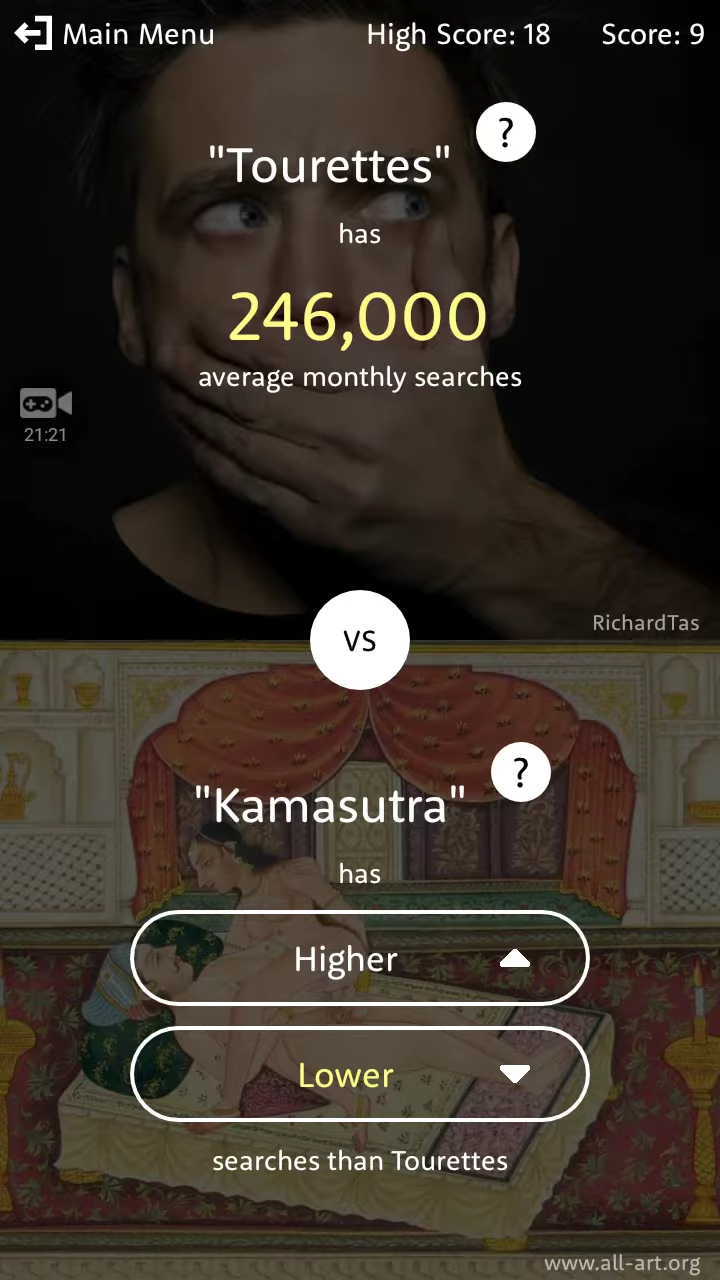 Main Menu
High Score: 18
Score: 9
?
"Tourettes"
has
246,000
average monthly searches
21:21
RichardTas
VS
?
"Kamasutra"
has
Higher
Lower
searches than Tourettes
www.all-art.org